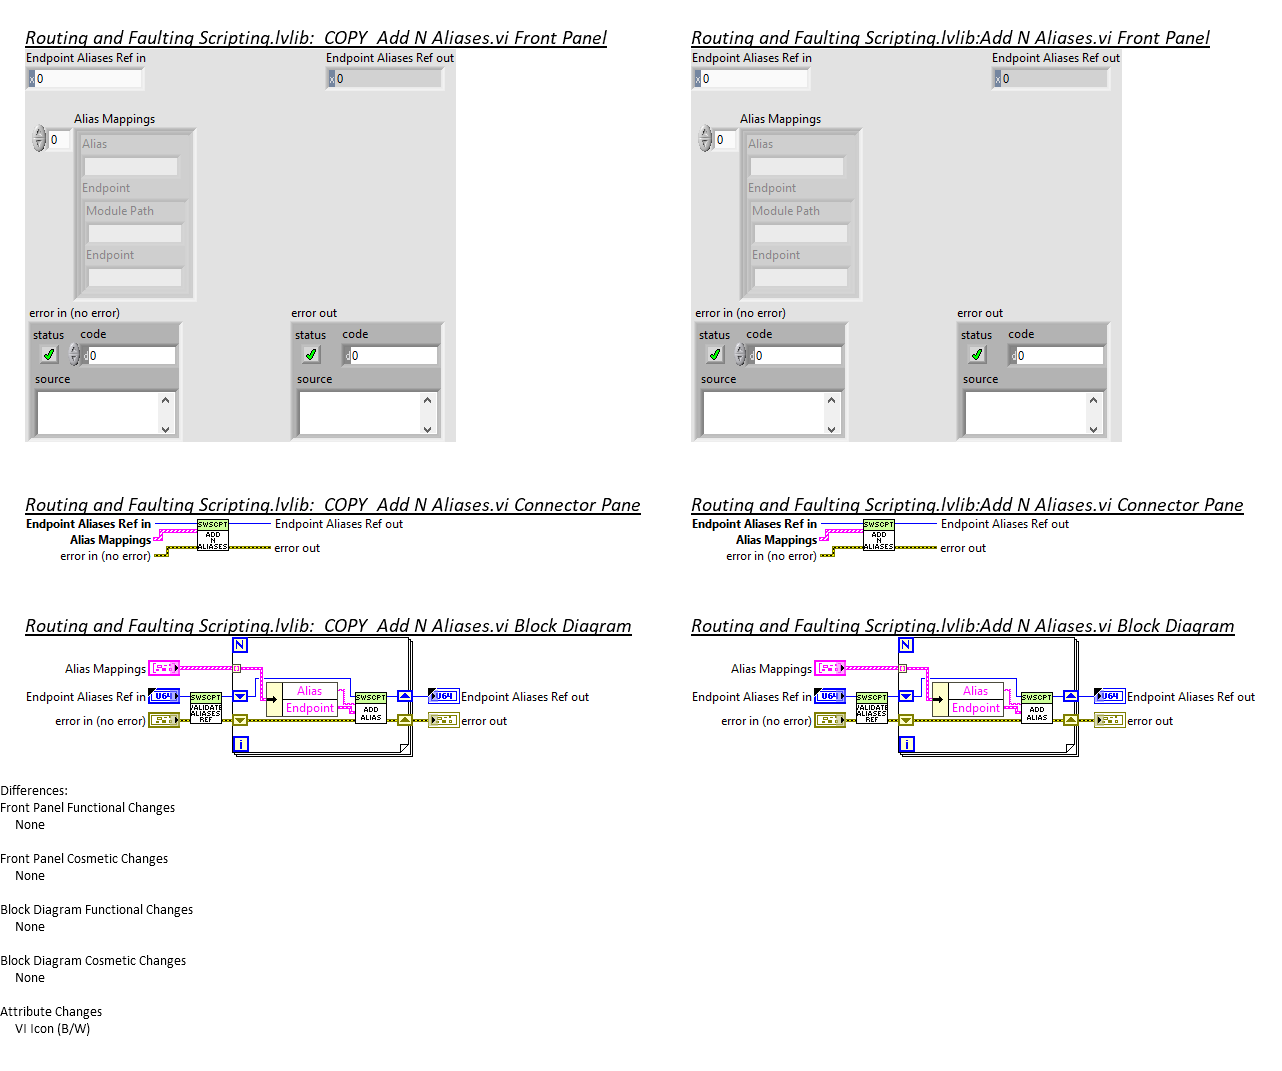 Routing and Faulting Scripting.lvlib:_COPY_Add N Aliases.vi Front Panel
Endpoint Aliases Ref in
Endpoint Aliases Ref out
x 0
x 0
Alias Mappings
0
Alias
Endpoint
Module Path
Endpoint
error in (no error)
error out
status code
d 0
source
status code
d 0
source
Routing and Faulting Scripting.lvlib:Add N Aliases.vi Front Panel
Endpoint Aliases Ref in
Endpoint Aliases Ref out
x 0
x 0
Alias Mappings
0
Alias
Endpoint
Module Path
Endpoint
error in (no error)
error out
status code
d 0
source
status code
d 0
source
Routing and Faulting Scripting.lvlib:_COPY_Add N Aliases.vi Connector Pane
Endpoint Aliases Ref in
Alias Mappings
error in (no error)
SWSCPT
ADD
N
ALIASES
Endpoint Aliases Ref out
error out
Routing and Faulting Scripting.lvlib:Add N Aliases.vi Connector Pane
Endpoint Aliases Ref in
Alias Mappings
error in (no error)
SWSCPT
ADD
N
ALIASES
Endpoint Aliases Ref out
error out
Routing and Faulting Scripting.lvlib:_COPY_Add N Aliases.vi Block Diagram
N
Alias Mappings
Endpoint Aliases Ref in
U64
error in (no error)
SWSCPT
VALIDATE
ALIASES
REF
Alias
Endpoint
SWSCPT
ADD
ALIAS
i
U64
Endpoint Aliases Ref out
error out
Routing and Faulting Scripting.lvlib:Add N Aliases.vi Block Diagram
N
Alias Mappings
Endpoint Aliases Ref in
U64
error in (no error)
SWSCPT
VALIDATE
ALIASES
REF
Alias
Endpoint
SWSCPT
ADD
ALIAS
i
U64
Endpoint Aliases Ref out
error out
Differences:
Front Panel Functional Changes
None
Front Panel Cosmetic Changes
None
Block Diagram Functional Changes
None
Block Diagram Cosmetic Changes
None
Attribute Changes
VI Icon (B/W)